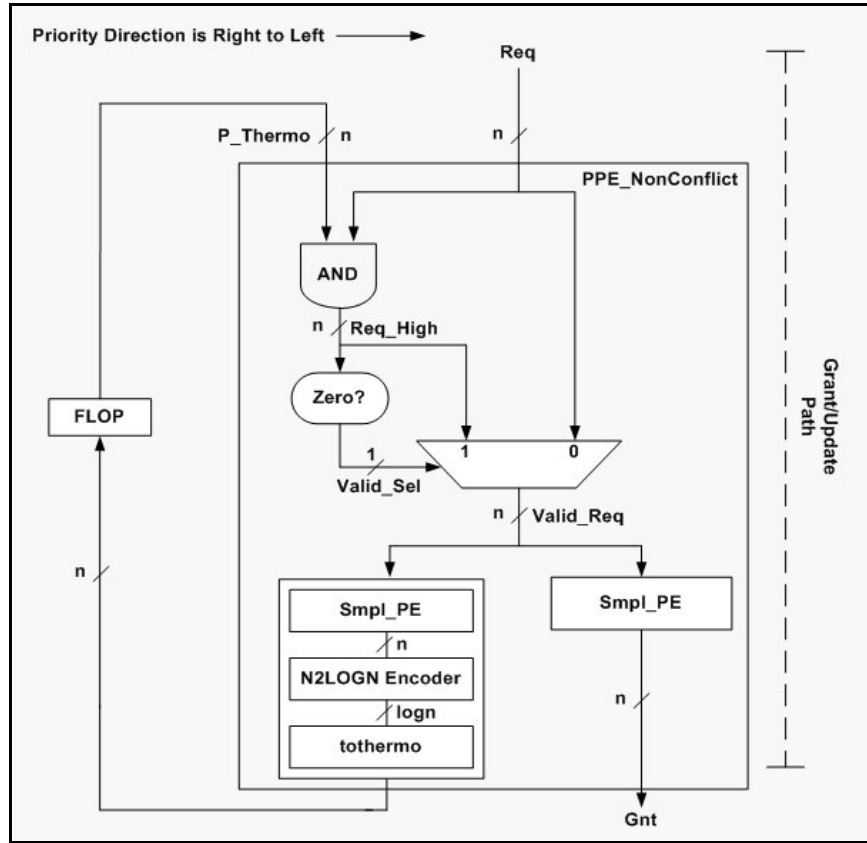 Priority Direction is Right to Left
Req
P_Thermo
n
n
PPE_NonConflict
AND
n
Req_High
Zero?
FLOP
1
0
1
Valid_Sel
Grant/Update
Path
n
Valid_Req
n
Smpl_PE
Smpl_PE
n
N2LOGN Encoder
n
logn
tothermo
Gnt